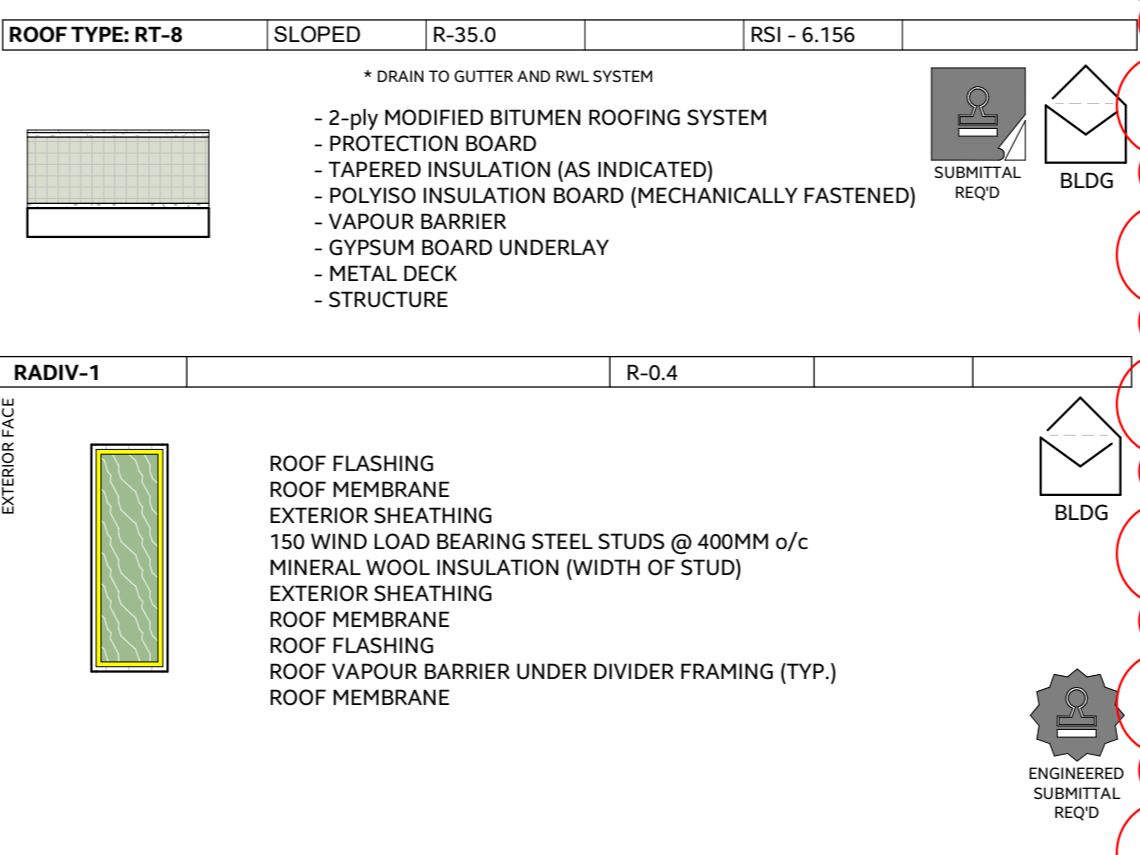 ROOF TYPE: RT-8 SLOPED R-35.0 RSI - 6.156
* DRAIN TO GUTTER AND RWL SYSTEM
- 2-ply MODIFIED BITUMEN ROOFING SYSTEM
- PROTECTION BOARD
- TAPERED INSULATION (AS INDICATED)
- POLYISO INSULATION BOARD (MECHANICALLY FASTENED)
- VAPOUR BARRIER
- GYPSUM BOARD UNDERLAY
- METAL DECK
- STRUCTURE
SUBMITTAL
REQ'D
BLDG
RADIV-1 R-0.4
EXTERIOR FACE
ROOF FLASHING
ROOF MEMBRANE
EXTERIOR SHEATHING
150 WIND LOAD BEARING STEEL STUDS @ 400MM o/c
MINERAL WOOL INSULATION (WIDTH OF STUD)
EXTERIOR SHEATHING
ROOF MEMBRANE
ROOF FLASHING
ROOF VAPOUR BARRIER UNDER DIVIDER FRAMING (TYP.)
ROOF MEMBRANE
BLDG
ENGINEERED
SUBMITTAL
REQ'D